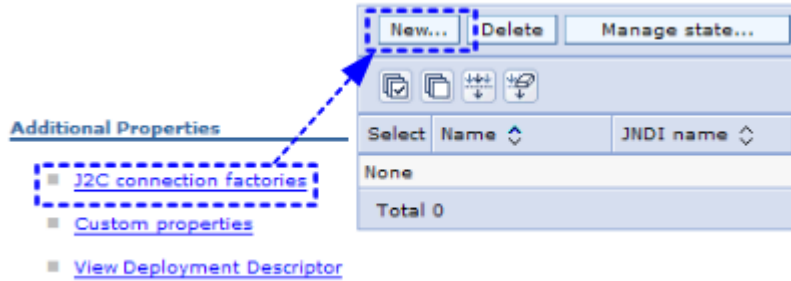 New... Delete Manage state...
Select Name JNDI name
None
Total 0
Additional Properties
J2C connection factories
Custom properties
View Deployment Descriptor